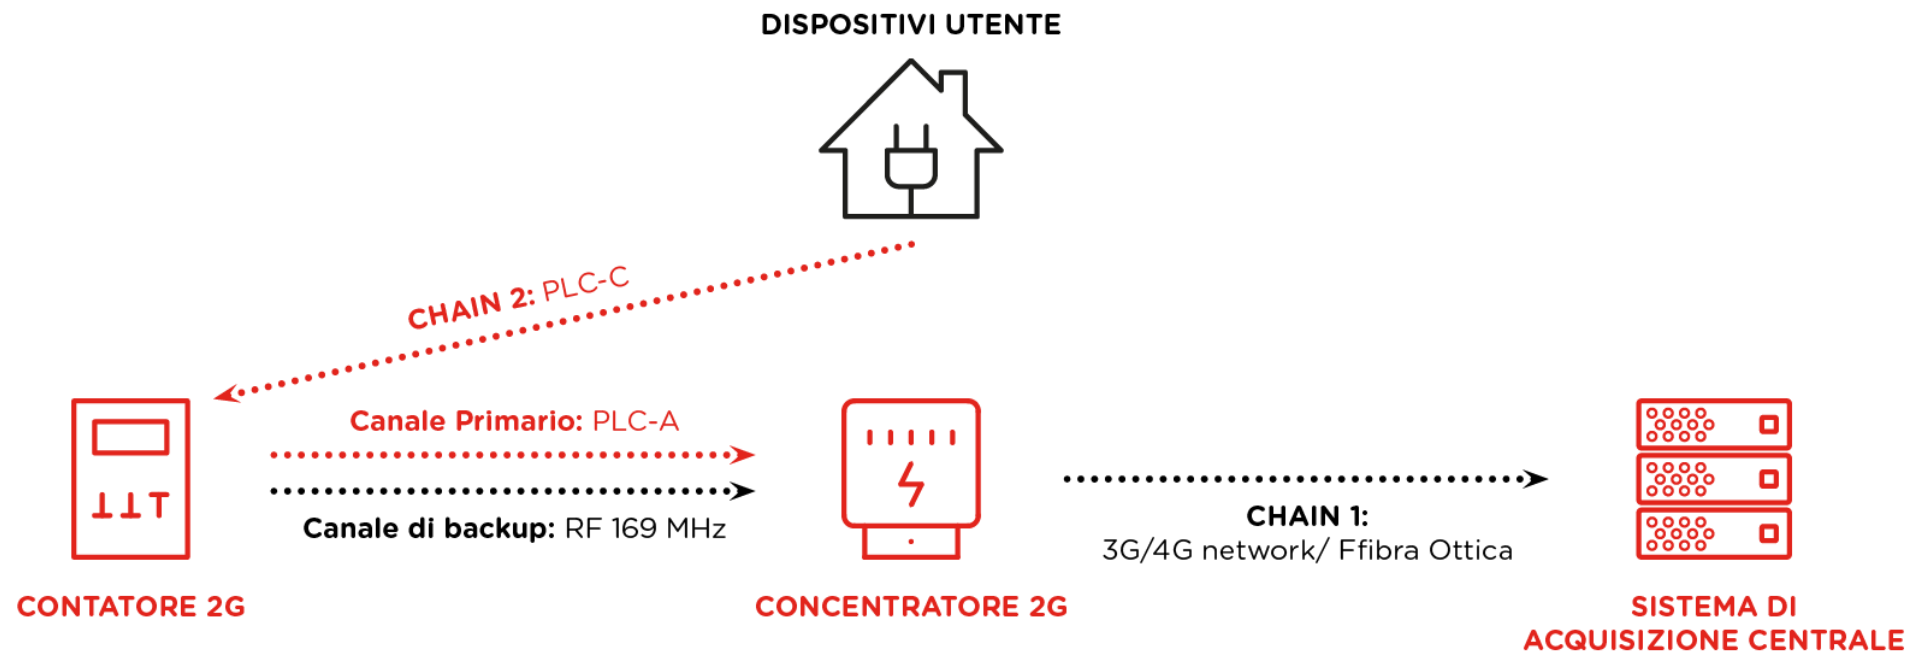 DISPOSITIVI UTENTE
CHAIN 2: PLC-C
Canale Primario: PLC-A
Canale di backup: RF 169 MHz
CHAIN 1:
3G/4G network/ Ffibra Ottica
CONTATORE 2G
CONCENTRATORE 2G
SISTEMA DI
ACQUISIZIONE CENTRALE